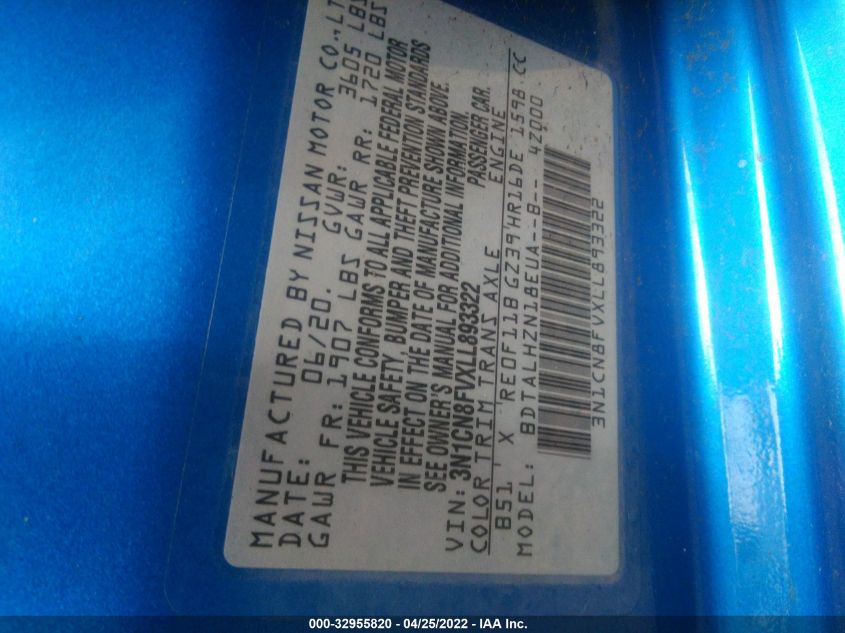 MANUFACTURED BY NISSAN MOTOR CO., LT
DATE: 06/20. GVWR: 3605 LBS
GAWR FR: 1907 LBS GAWR RR: 1720 LBS
THIS VEHICLE CONFORMS TO ALL APPLICABLE FEDERAL MOTOR
VEHICLE SAFETY, BUMPER AND THEFT PREVENTION STANDARDS
IN EFFECT ON THE DATE OF MANUFACTURE SHOWN ABOVE
SEE OWNER'S MANUAL FOR ADDITIONAL INFORMATION.
VIN: 3N1CN8FVXLL893322 PASSENGER CAR.
COLOR TRIM TRANS AXLE ENGINE
B51 ' X 'RE0F11B GZ39'HR16DE 1598 CC
MODEL: BDTALHZN18EUA---B-- 4Z000
3N1CN8FVXLL893322
000-32955820 - 04/25/2022 - IAA Inc.